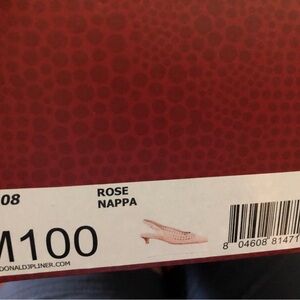 08 ROSE
NAPPA
M100
DONALDJPLINER.COM
8 04608 81471